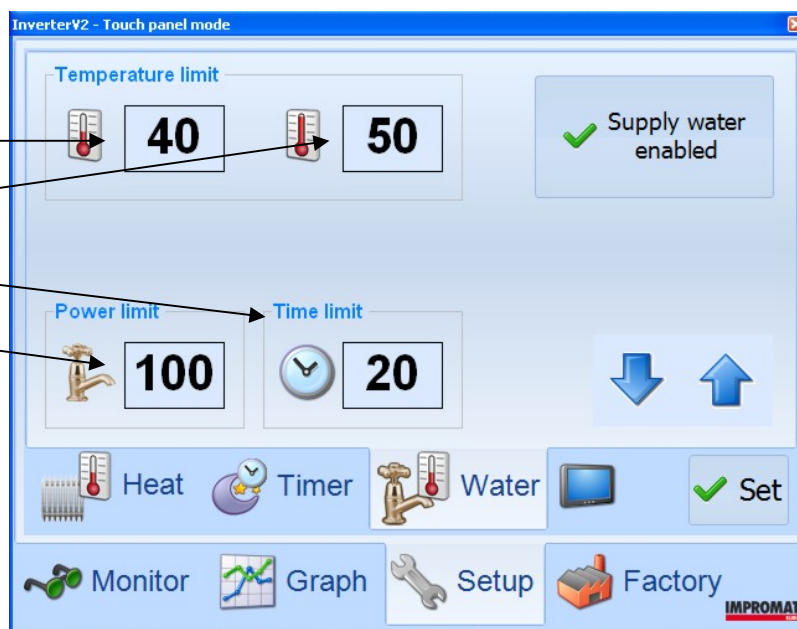 InverterV2 - Touch panel mode
Temperature limit
40
50
Supply water
enabled
Power limit
100
Time limit
20
Heat
Timer
Water
Set
Monitor
Graph
Setup
Factory
IMPROMAT